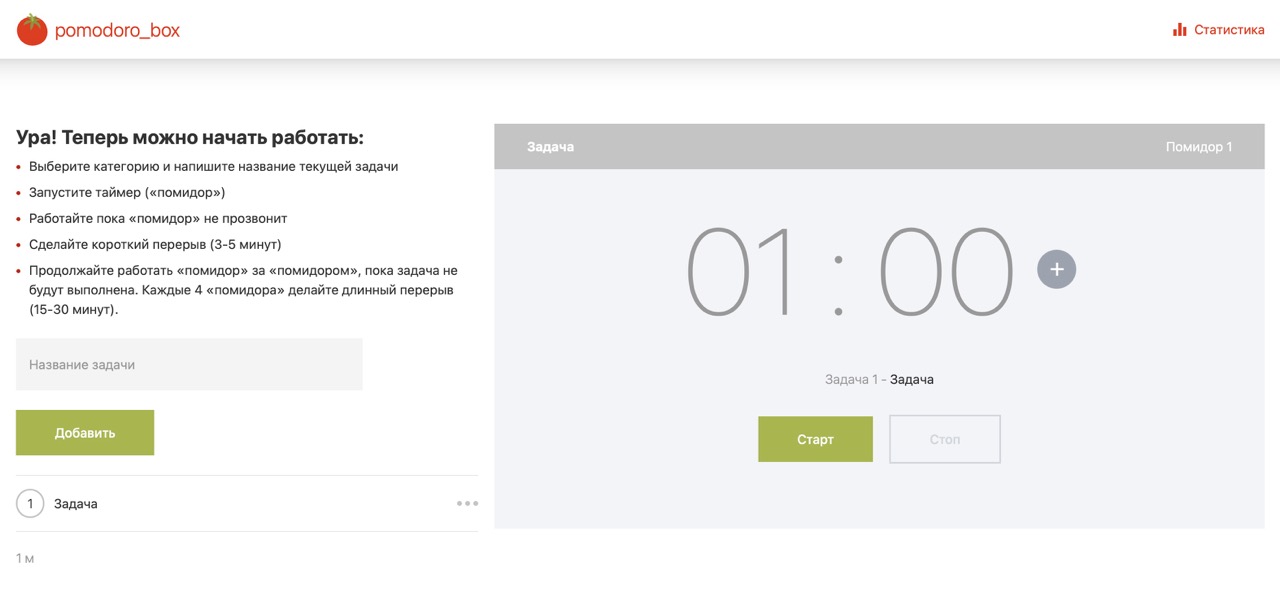 pomodoro_box
Статистика
Ура! Теперь можно начать работать:
• Выберите категорию и напишите название текущей задачи
• Запустите таймер («помидор»)
• Работайте пока «помидор» не прозвонит
• Сделайте короткий перерыв (3-5 минут)
• Продолжайте работать «помидор» за «помидором», пока задача не
будут выполнена. Каждые 4 «помидора» делайте длинный перерыв
(15-30 минут).
Название задачи
Добавить
1 Задача
1 м
Задача
Помидор 1
01 : 00
+
Задача 1 - Задача
Старт
Стоп